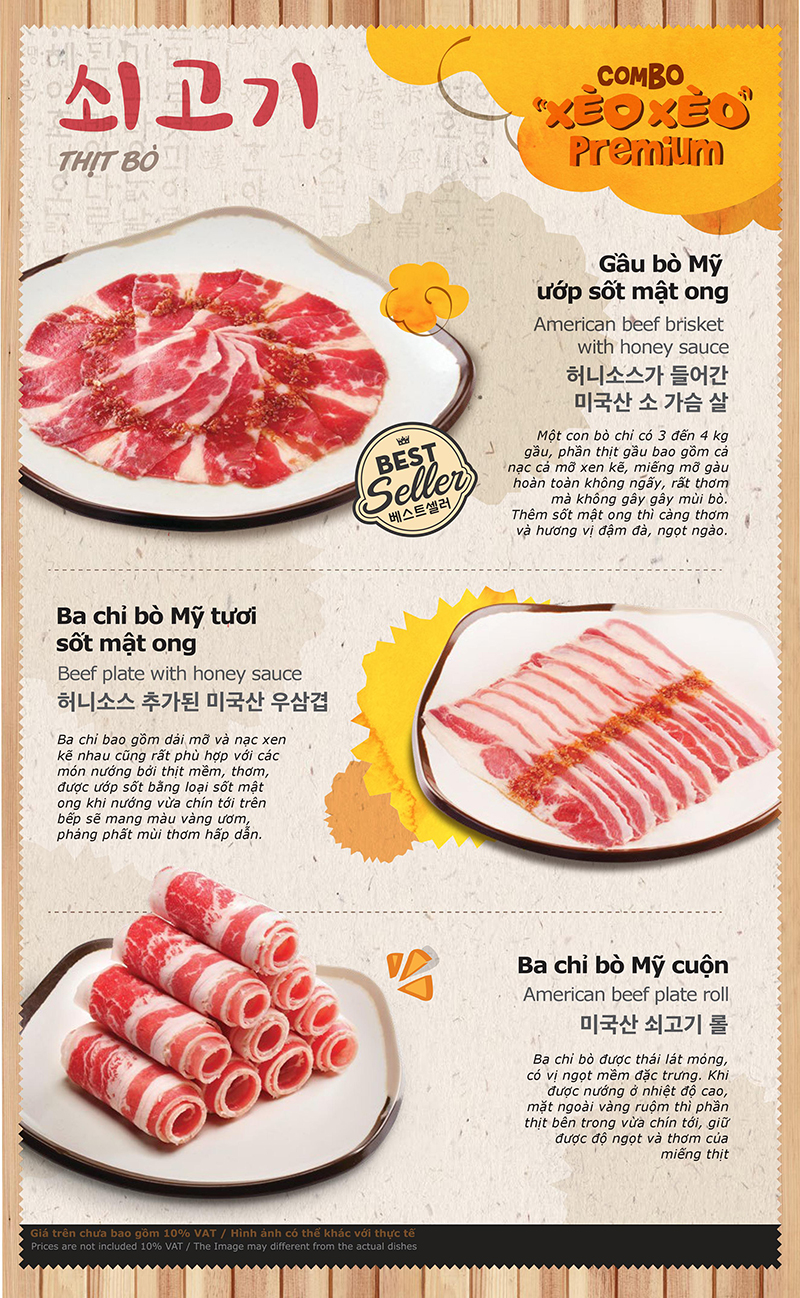 쇠고기
THỊT BÒ
COMBO
"XÈO XÈO"
Premium
Gầu bò Mỹ
ướp sốt mật ong
American beef brisket
with honey sauce
허니소스가 들어간
미국산 소 가슴 살
Một con bò chỉ có 3 đến 4 kg
gầu, phần thịt gầu bao gồm cả
nạc cả mỡ xen kẽ, miếng mỡ gàu
hoàn toàn không ngấy, rất thơm
mà không gây gây mùi bò.
Thêm sốt mật ong thì càng thơm
và hương vị đậm đà, ngọt ngào.
BEST
Seller
베스트셀러
Ba chỉ bò Mỹ tươi
sốt mật ong
Beef plate with honey sauce
허니소스 추가된 미국산 우삼겹
Ba chỉ bao gồm dải mỡ và nạc xen
kẽ nhau cũng rất phù hợp với các
món nướng bởi thịt mềm, thơm,
được ướp sốt bằng loại sốt mật
ong khi nướng vừa chín tới trên
bếp sẽ mang màu vàng ươm,
phảng phất mùi thơm hấp dẫn.
Ba chỉ bò Mỹ cuộn
American beef plate roll
미국산 쇠고기 롤
Ba chỉ bò được thái lát mỏng,
có vị ngọt mềm đặc trưng. Khi
được nướng ở nhiệt độ cao,
mặt ngoài vàng ruộm thì phần
thịt bên trong vừa chín tới, giữ
được độ ngọt và thơm của
miếng thịt
Giá trên chưa bao gồm 10% VAT / Hình ảnh có thể khác với thực tế
Prices are not included 10% VAT / The Image may different from the actual dishes